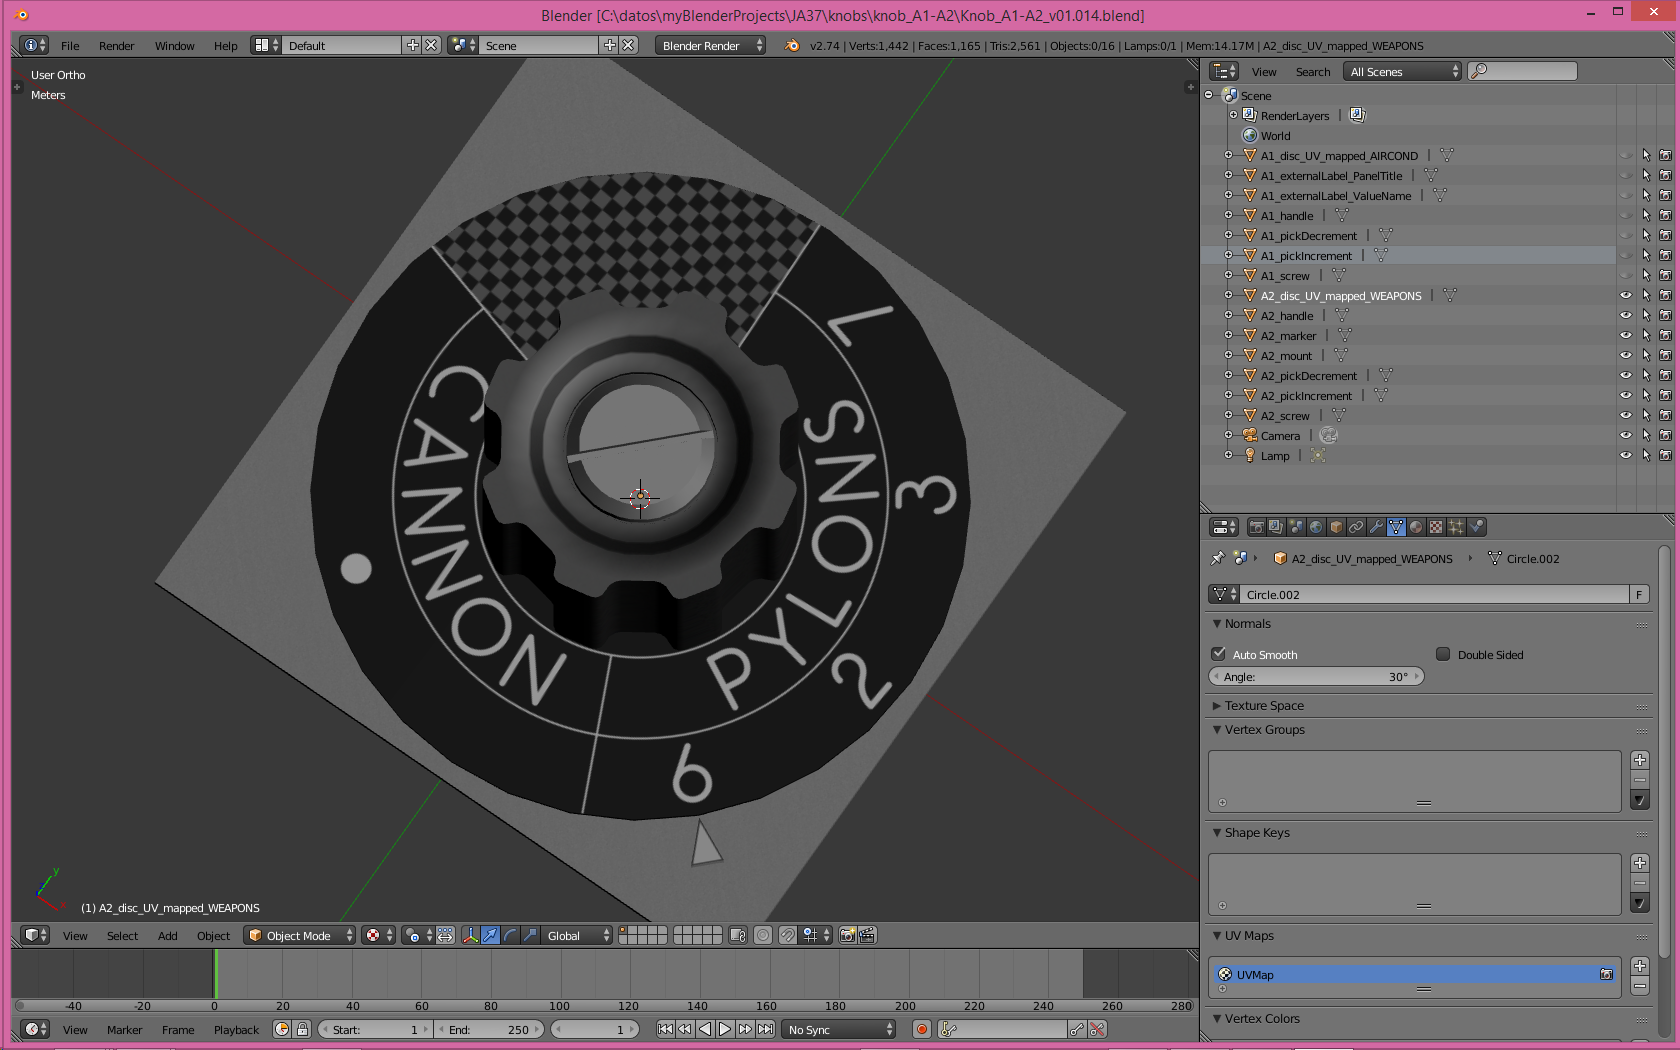 Blender [C:\datos\myBlenderProjects\JA37\knobs\knob_A1-A2\Knob_A1-A2_v01.014.blend]
File Render Window Help Default Scene Blender Render v2.74 | Verts:1,442 | Faces:1,165 | Tris:2,561 | Objects:0/16 | Lamps:0/1 | Mem:14.17M | A2_disc_UV_mapped_WEAPONS
User Ortho
Meters
CANNON
PYLONS
L
3
2
6
y
x
(1) A2_disc_UV_mapped_WEAPONS
View Select Add Object Object Mode Global
-40 -20 0 20 40 60 80 100 120 140 160 180 200 220 240 260 280
View Marker Frame Playback Start: 1 End: 250 1 No Sync
View Search All Scenes
Scene
RenderLayers
World
A1_disc_UV_mapped_AIRCOND
A1_externalLabel_PanelTitle
A1_externalLabel_ValueName
A1_handle
A1_pickDecrement
A1_pickIncrement
A1_screw
A2_disc_UV_mapped_WEAPONS
A2_handle
A2_marker
A2_mount
A2_pickDecrement
A2_pickIncrement
A2_screw
Camera
Lamp
A2_disc_UV_mapped_WEAPONS Circle.002
Circle.002 F
Normals
Auto Smooth Double Sided
Angle: 30°
Texture Space
Vertex Groups
Shape Keys
UV Maps
UVMap
Vertex Colors